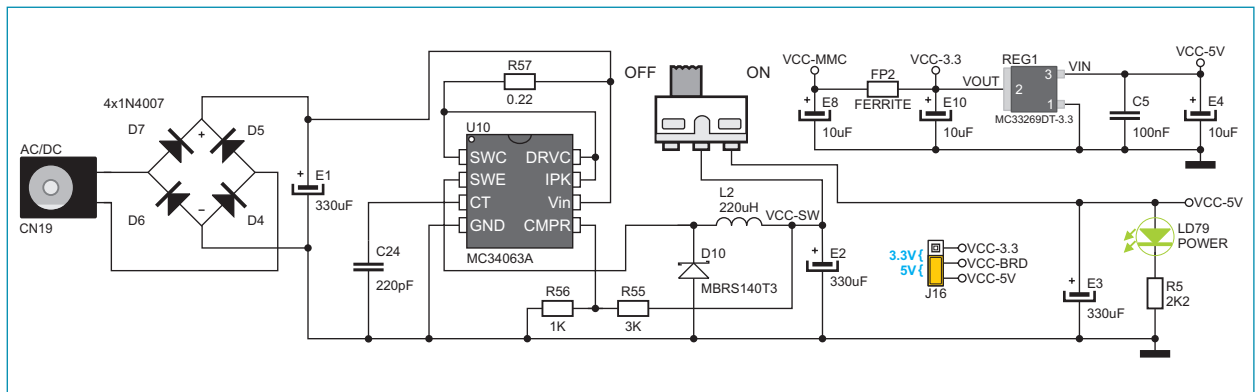 AC/DC
CN19
4x1N4007
D7
D5
D6
D4
+
−
+
E1
330uF
R57
0.22
U10
SWC
DRVC
SWE
IPK
CT
Vin
GND
CMPR
MC34063A
C24
220pF
R56
1K
R55
3K
OFF
ON
L2
220uH
VCC-SW
D10
MBRS140T3
+
E2
330uF
VCC-MMC
FP2
FERRITE
VCC-3.3
+
E8
10uF
+
E10
10uF
VOUT
REG1
3
2
1
MC33269DT-3.3
VIN
VCC-5V
C5
100nF
+
E4
10uF
3.3V {
5V {
VCC-3.3
VCC-BRD
VCC-5V
J16
VCC-5V
LD79
POWER
+
E3
330uF
R5
2K2